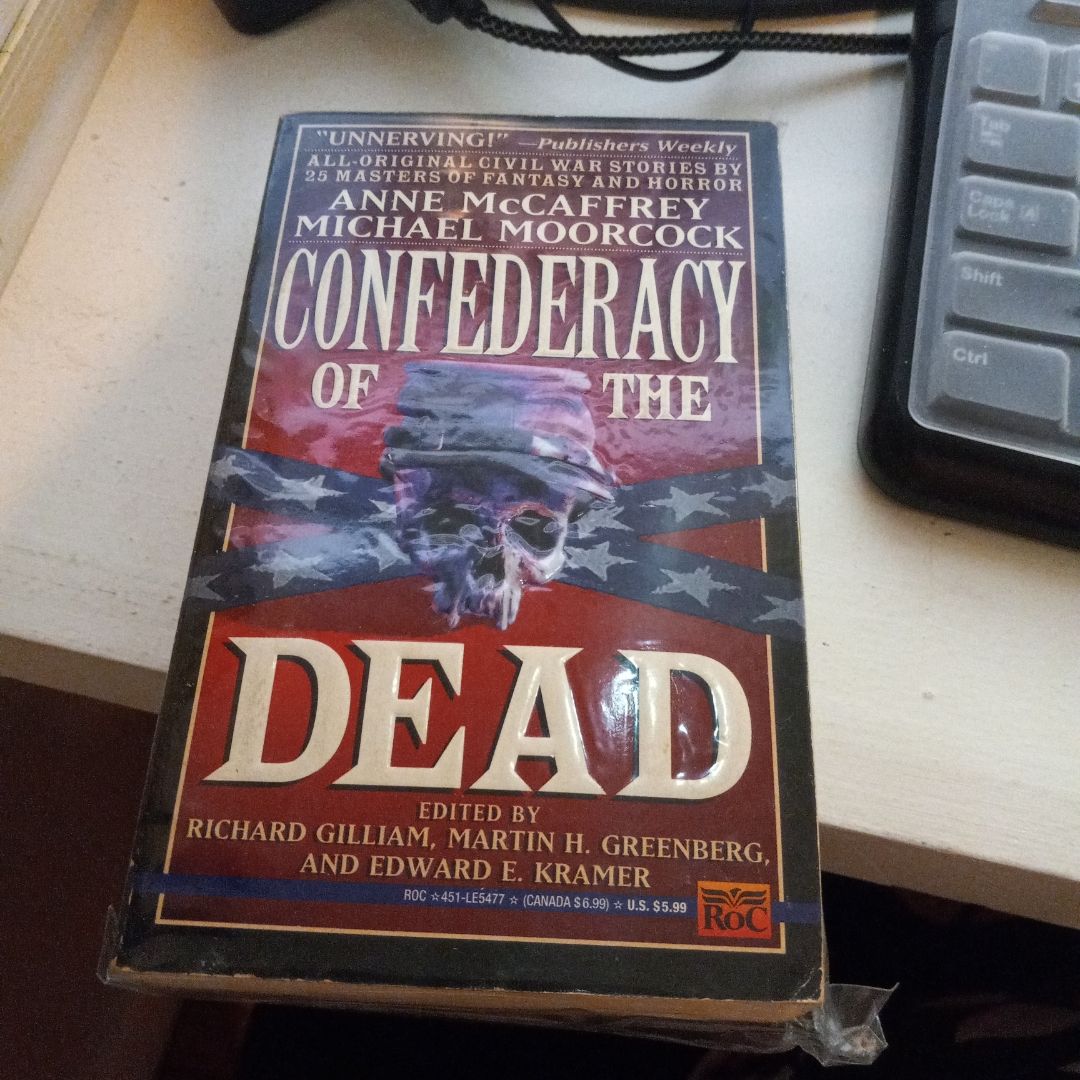 "UNNERVING!" —Publishers Weekly
ALL-ORIGINAL CIVIL WAR STORIES BY
25 MASTERS OF FANTASY AND HORROR
ANNE McCAFFREY
MICHAEL MOORCOCK
CONFEDERACY
OF THE
DEAD
EDITED BY
RICHARD GILLIAM, MARTIN H. GREENBERG,
AND EDWARD E. KRAMER
ROC ☆ 451-LE5477 ☆ (CANADA $6.99) ☆ U.S. $5.99
ROC
Tab
Caps
Lock A
Shift
Ctrl